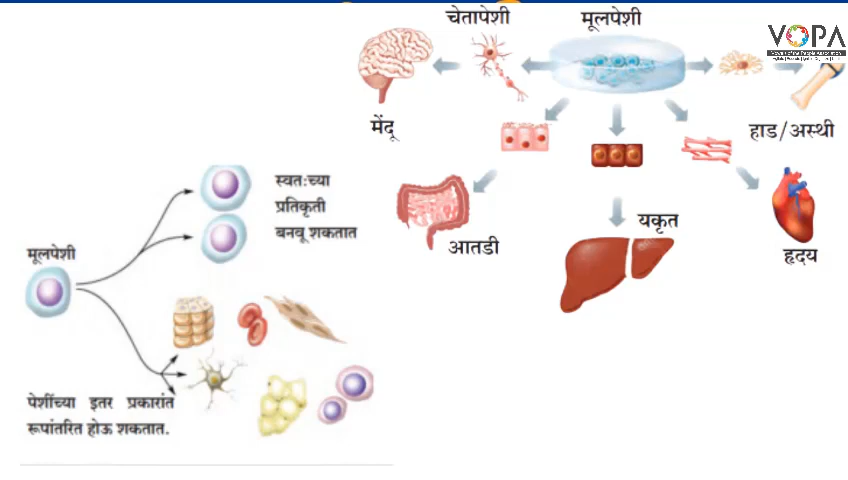 चेतापेशी
मूलपेशी
VOPA
मेंदू
हाड/अस्थी
आतडी
यकृत
हृदय
मूलपेशी
स्वतःच्या
प्रतिकृती
बनवू शकतात
पेशींच्या इतर प्रकारांत
रूपांतरित होऊ शकतात.